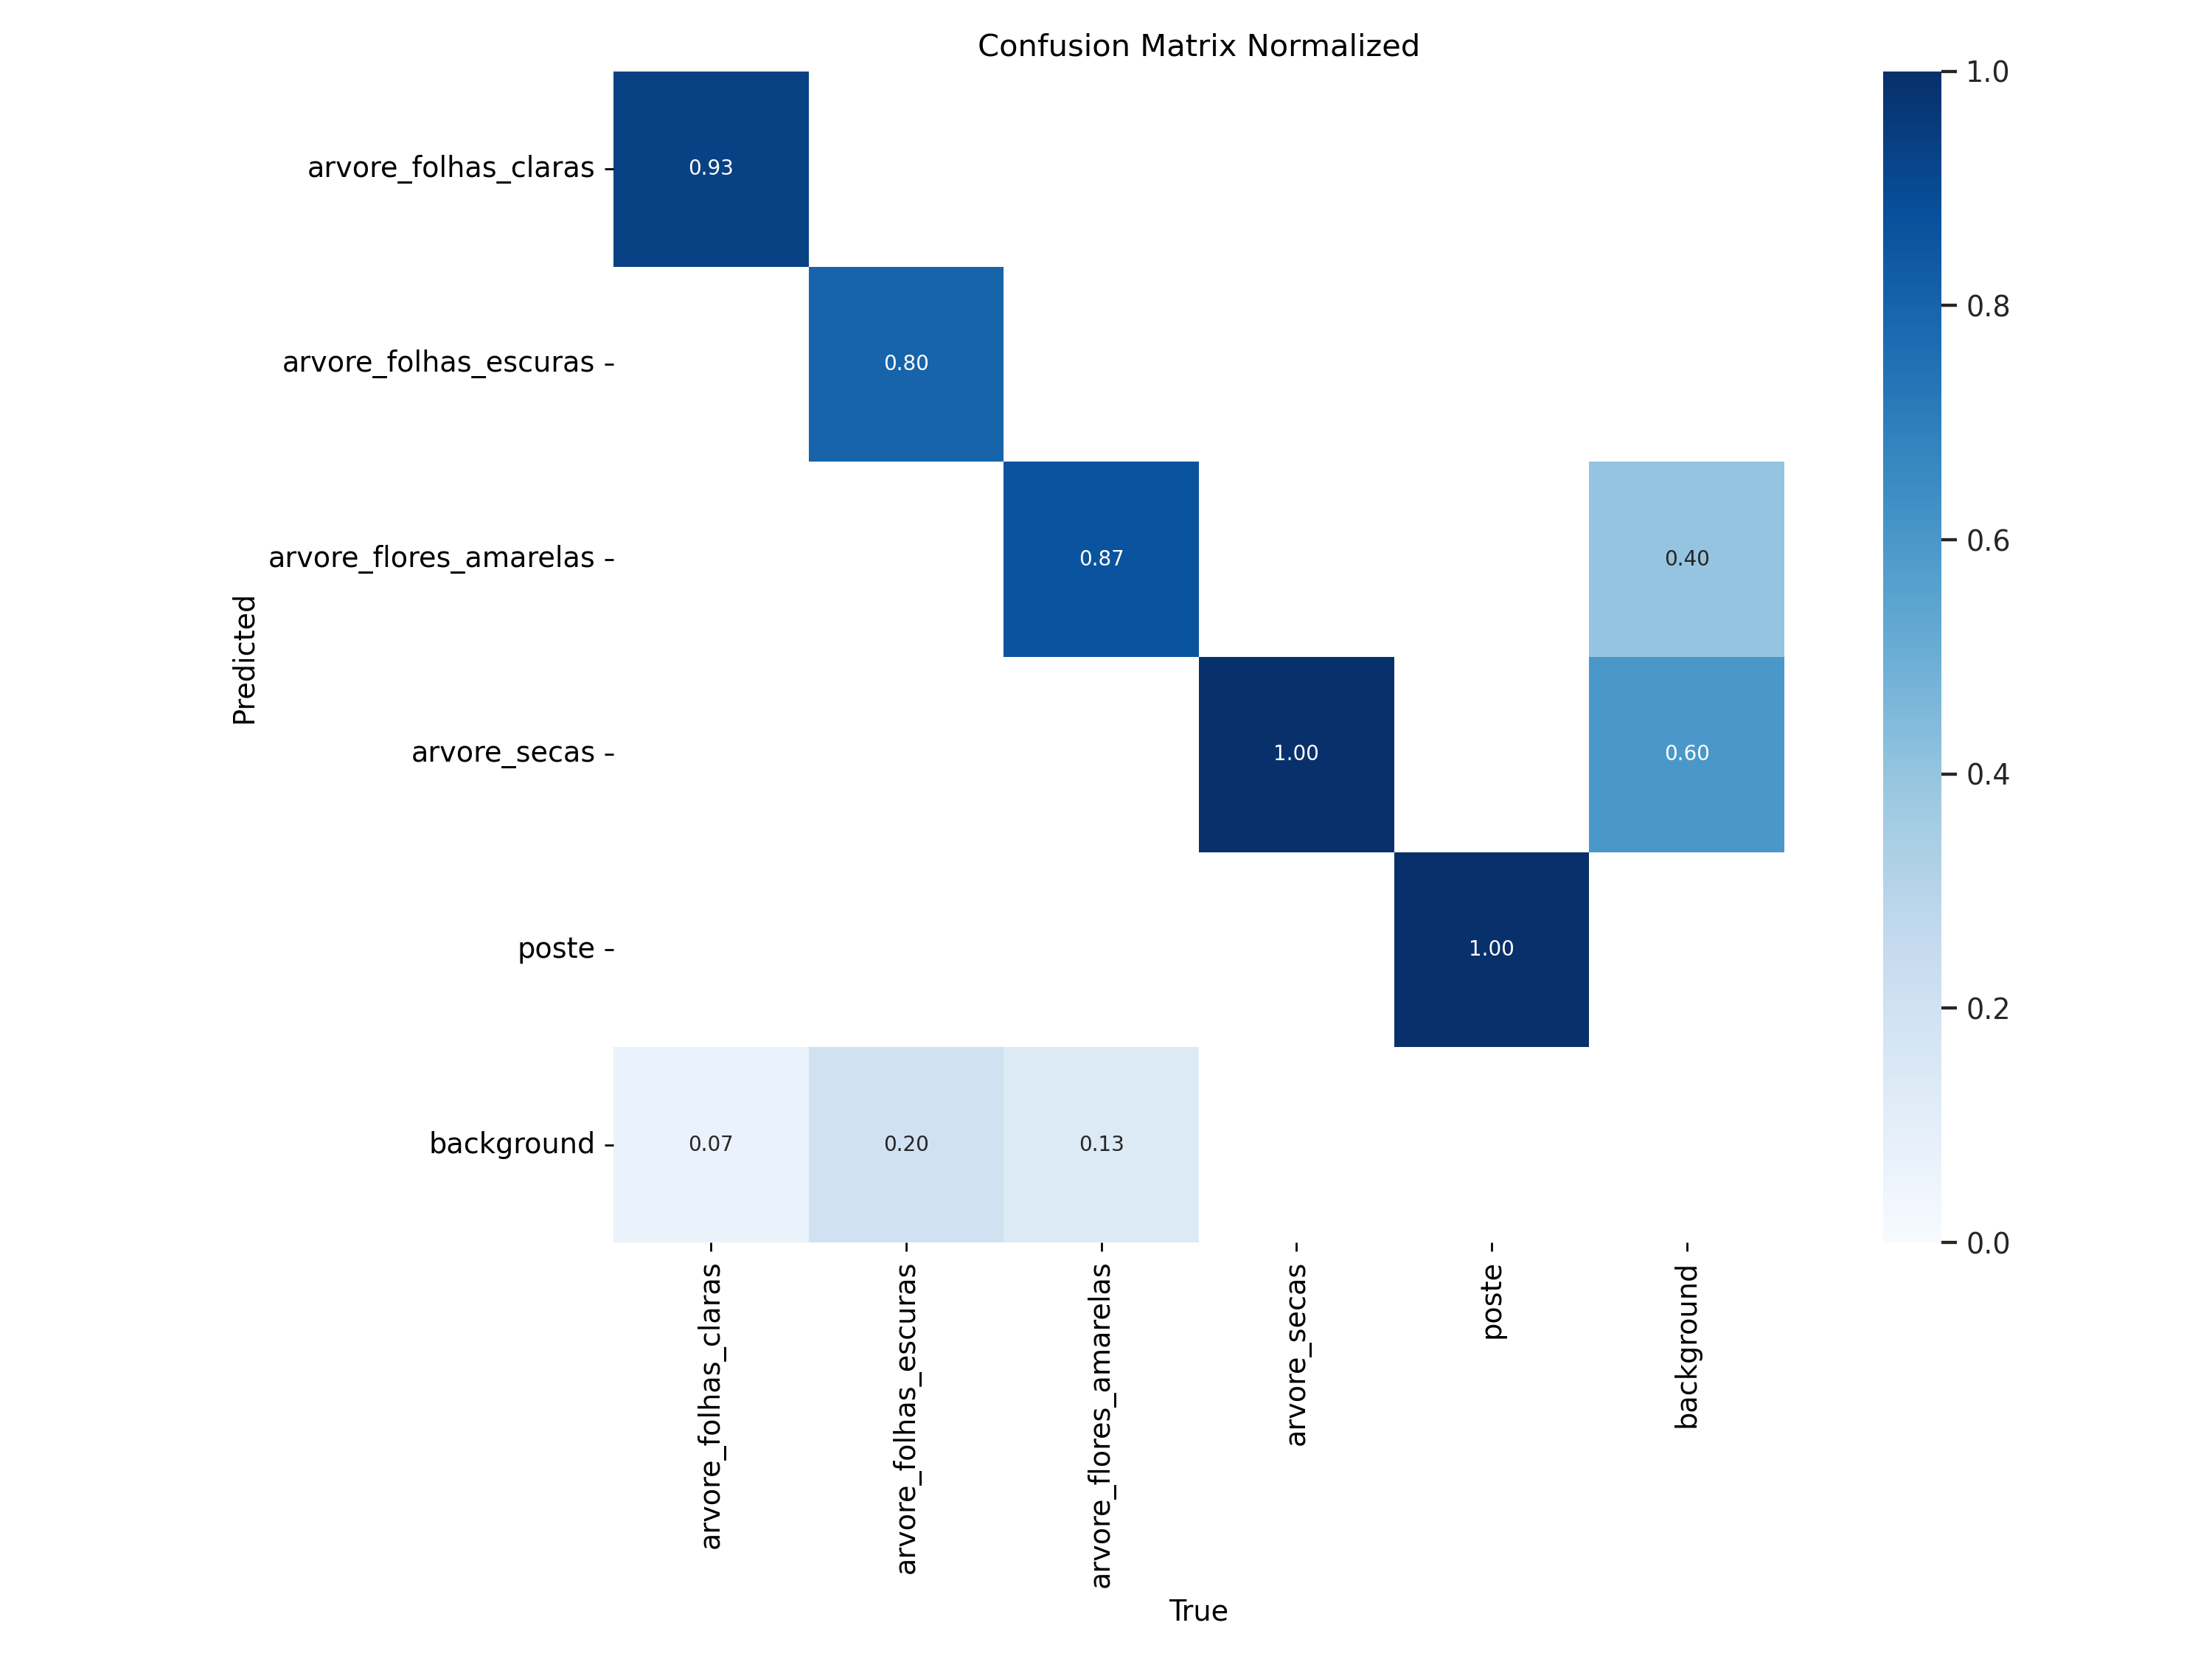 Confusion Matrix Normalized
1.0
arvore_folhas_claras
0.93
arvore_folhas_escuras
0.80
0.8
arvore_flores_amarelas
0.87
0.40
0.6
Predicted
arvore_secas
1.00
0.60
0.4
poste
1.00
0.2
background
0.07
0.20
0.13
0.0
arvore_folhas_claras
arvore_folhas_escuras
arvore_flores_amarelas
arvore_secas
poste
background
True